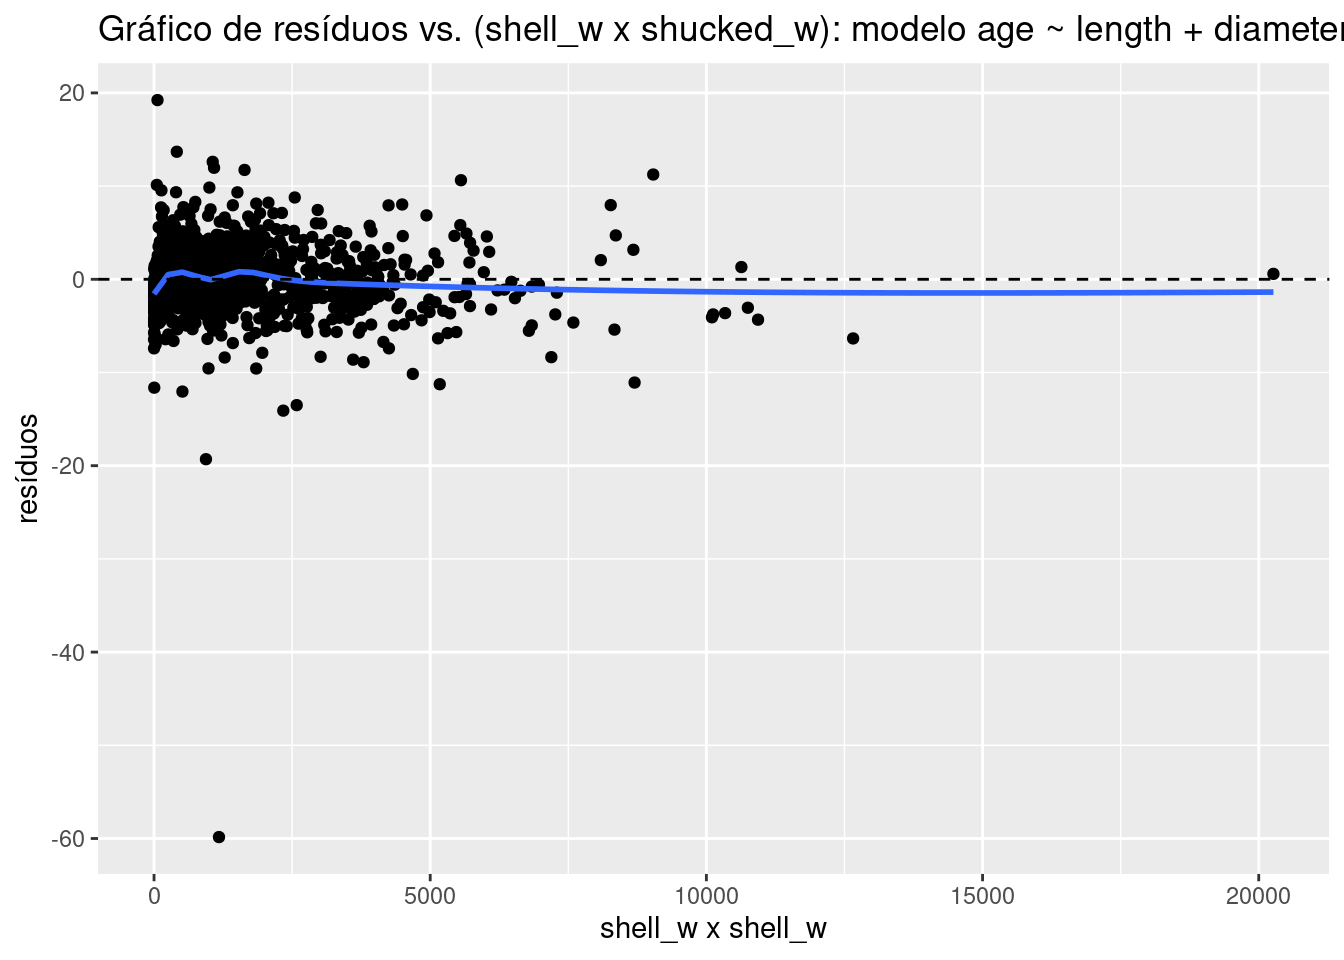 Gráfico de resíduos vs. (shell_w x shucked_w): modelo age ~ length + diameter
20
0
-20
-40
-60
resíduos
0 5000 10000 15000 20000
shell_w x shell_w